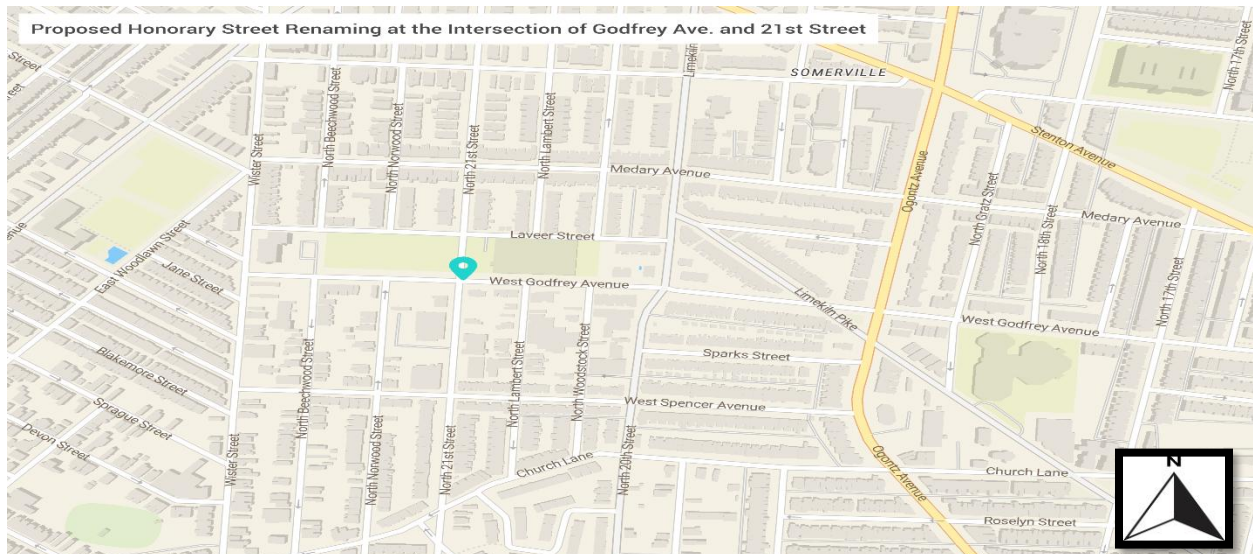 Proposed Honorary Street Renaming at the Intersection of Godfrey Ave. and 21st Street
Street
Limekiln
North 17th Street
SOMERVILLE
Street
North Beechwood Street
North Norwood Street
North 21st Street
North Lambert Street
Wister Street
Stenton Avenue
Ogontz Avenue
Medary Avenue
North Gratz Street
North 18th Street
Medary Avenue
Laveer Street
East Woodlawn Street
Jane Street
West Godfrey Avenue
Limekiln Pike
North 17th Street
West Godfrey Avenue
Blakemore Street
North Beechwood Street
North Lambert Street
North Woodstock Street
Sparks Street
Sprague Street
West Spencer Avenue
Devon Street
Wister Street
North Norwood Street
North 21st Street
North 20th Street
Church Lane
Ogontz Avenue
Church Lane
Roselyn Street
N